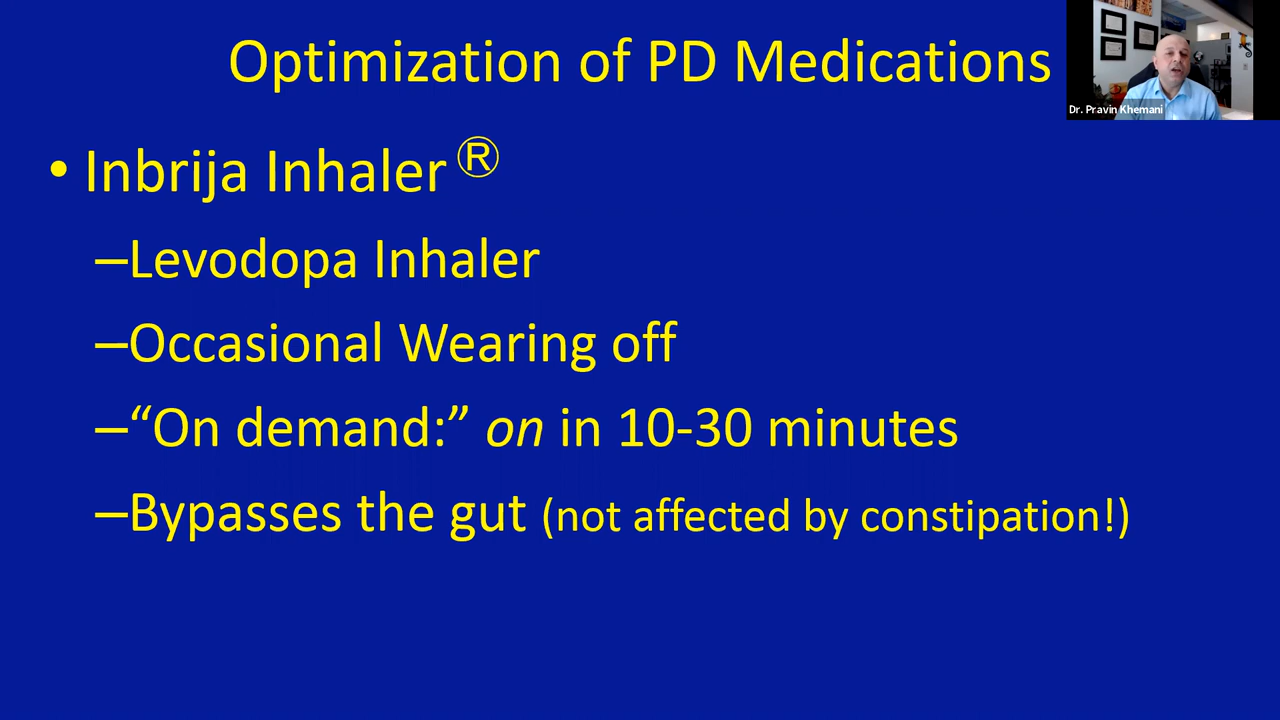 Optimization of PD Medications
Dr. Pravin Khemani
• Inbrija Inhaler ®
–Levodopa Inhaler
–Occasional Wearing off
–“On demand:” on in 10-30 minutes
–Bypasses the gut (not affected by constipation!)